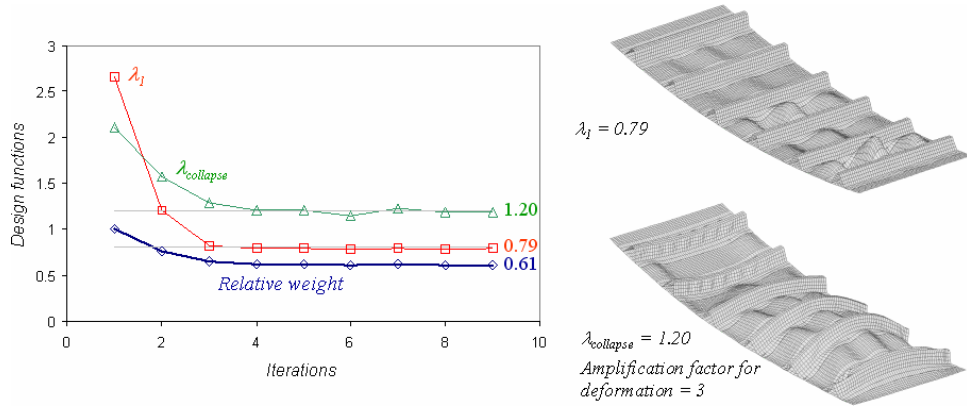 3
2.5
2
1.5
1
0.5
0
0 2 4 6 8 10
Design functions
Iterations
λ1
λcollapse
Relative weight
1.20
0.79
0.61
λ1 = 0.79
λcollapse = 1.20
Amplification factor for
deformation = 3